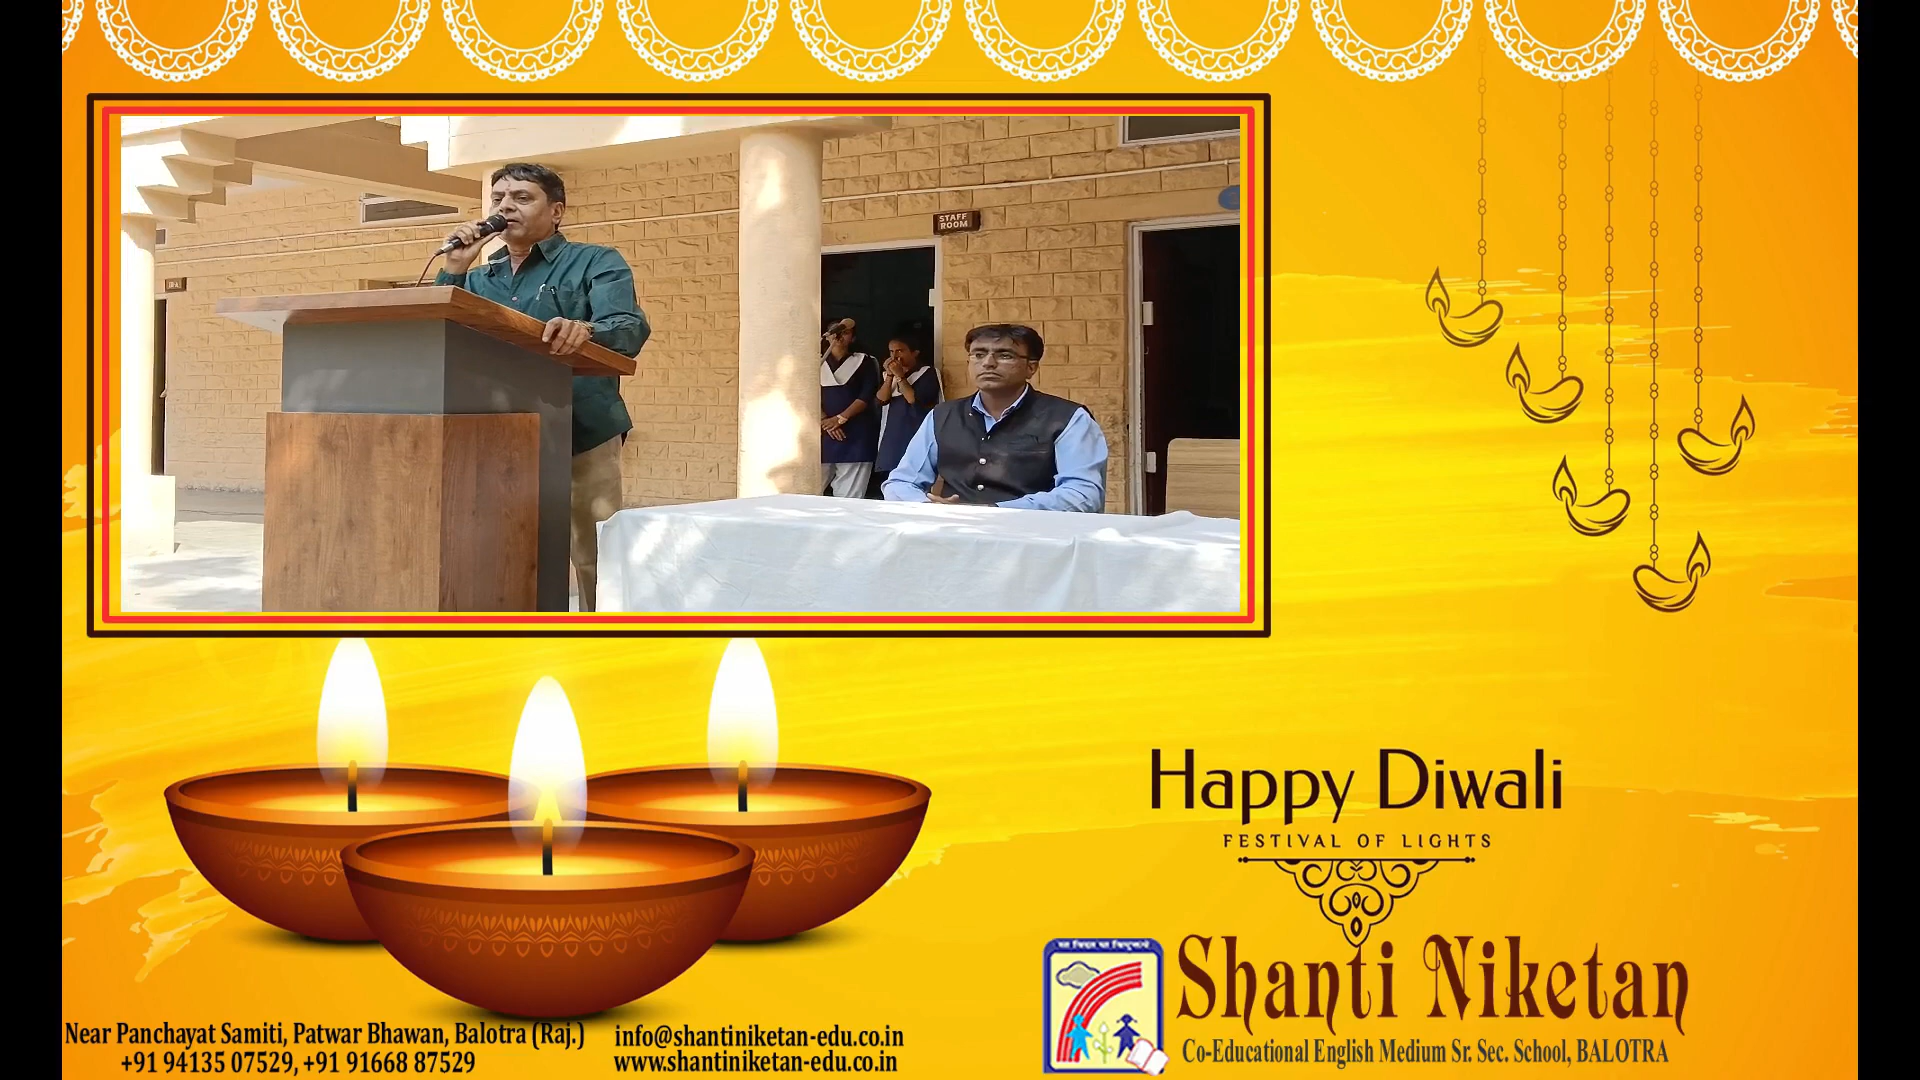 STAFF
ROOM
Happy Diwali
FESTIVAL OF LIGHTS
Shanti Niketan
Co-Educational English Medium Sr. Sec. School, BALOTRA
Near Panchayat Samiti, Patwar Bhawan, Balotra (Raj.)
+91 94135 07529, +91 91668 87529
info@shantiniketan-edu.co.in
www.shantiniketan-edu.co.in